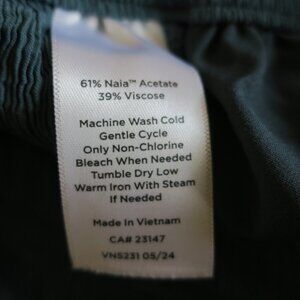 61% Naia™ Acetate
39% Viscose
Machine Wash Cold
Gentle Cycle
Only Non-Chlorine
Bleach When Needed
Tumble Dry Low
Warm Iron With Steam
If Needed
Made In Vietnam
CA# 23147
VNS231 05/24